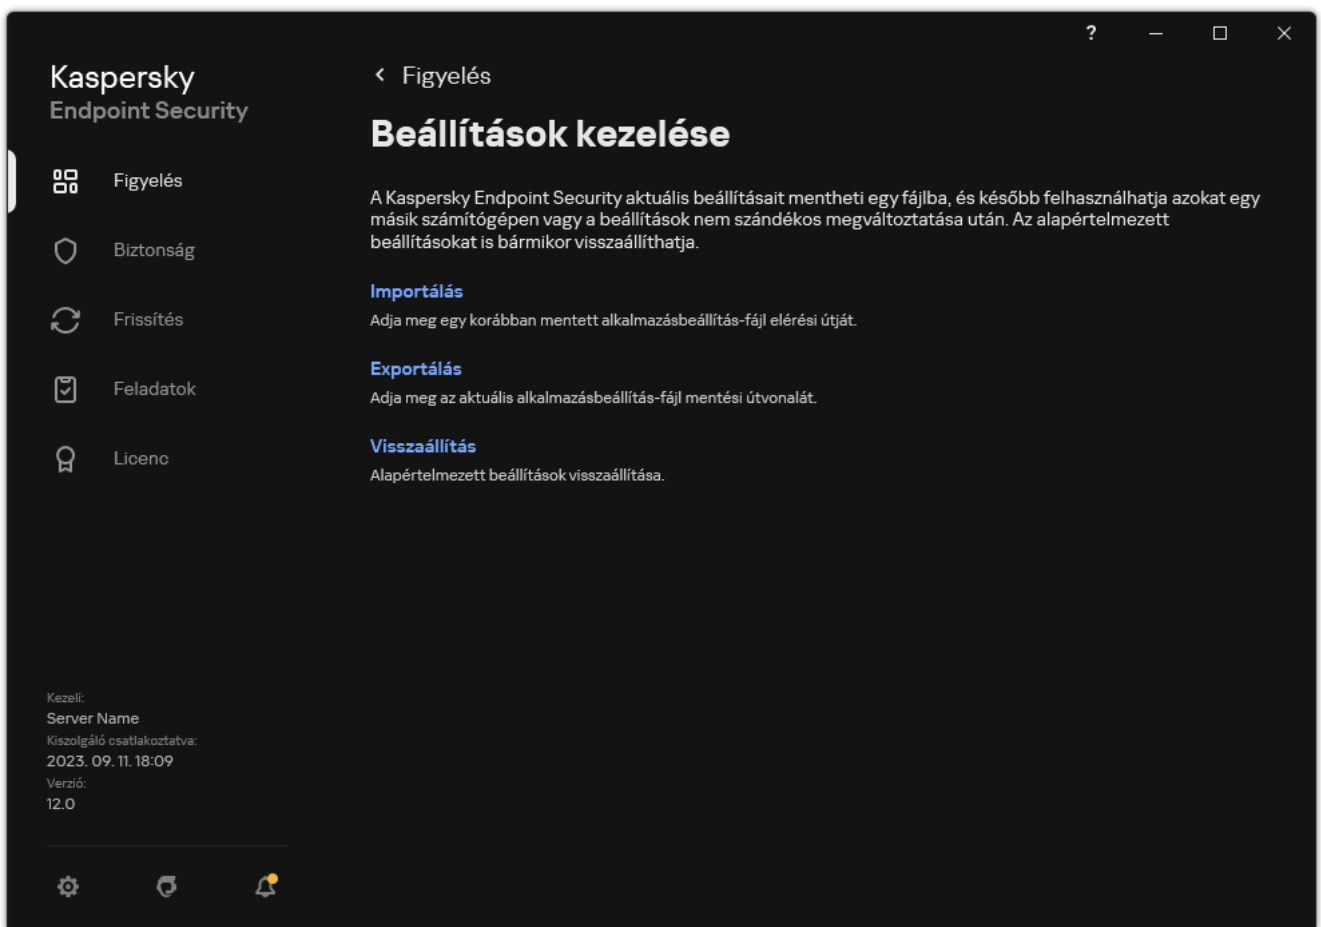 ?
Kaspersky
Endpoint Security
Figyelés
Biztonság
Frissítés
Feladatok
Licenc
Kezeli:
Server Name
Kiszolgáló csatlakoztatva:
2023. 09. 11. 18:09
Verzió:
12.0
Figyelés
Beállítások kezelése
A Kaspersky Endpoint Security aktuális beállításait mentheti egy fájlba, és később felhasználhatja azokat egy
másik számítógépen vagy a beállítások nem szándékos megváltoztatása után. Az alapértelmezett
beállításokat is bármikor visszaállíthatja.
Importálás
Adja meg egy korábban mentett alkalmazásbeállítás-fájl elérési útját.
Exportálás
Adja meg az aktuális alkalmazásbeállítás-fájl mentési útvonalát.
Visszaállítás
Alapértelmezett beállítások visszaállítása.